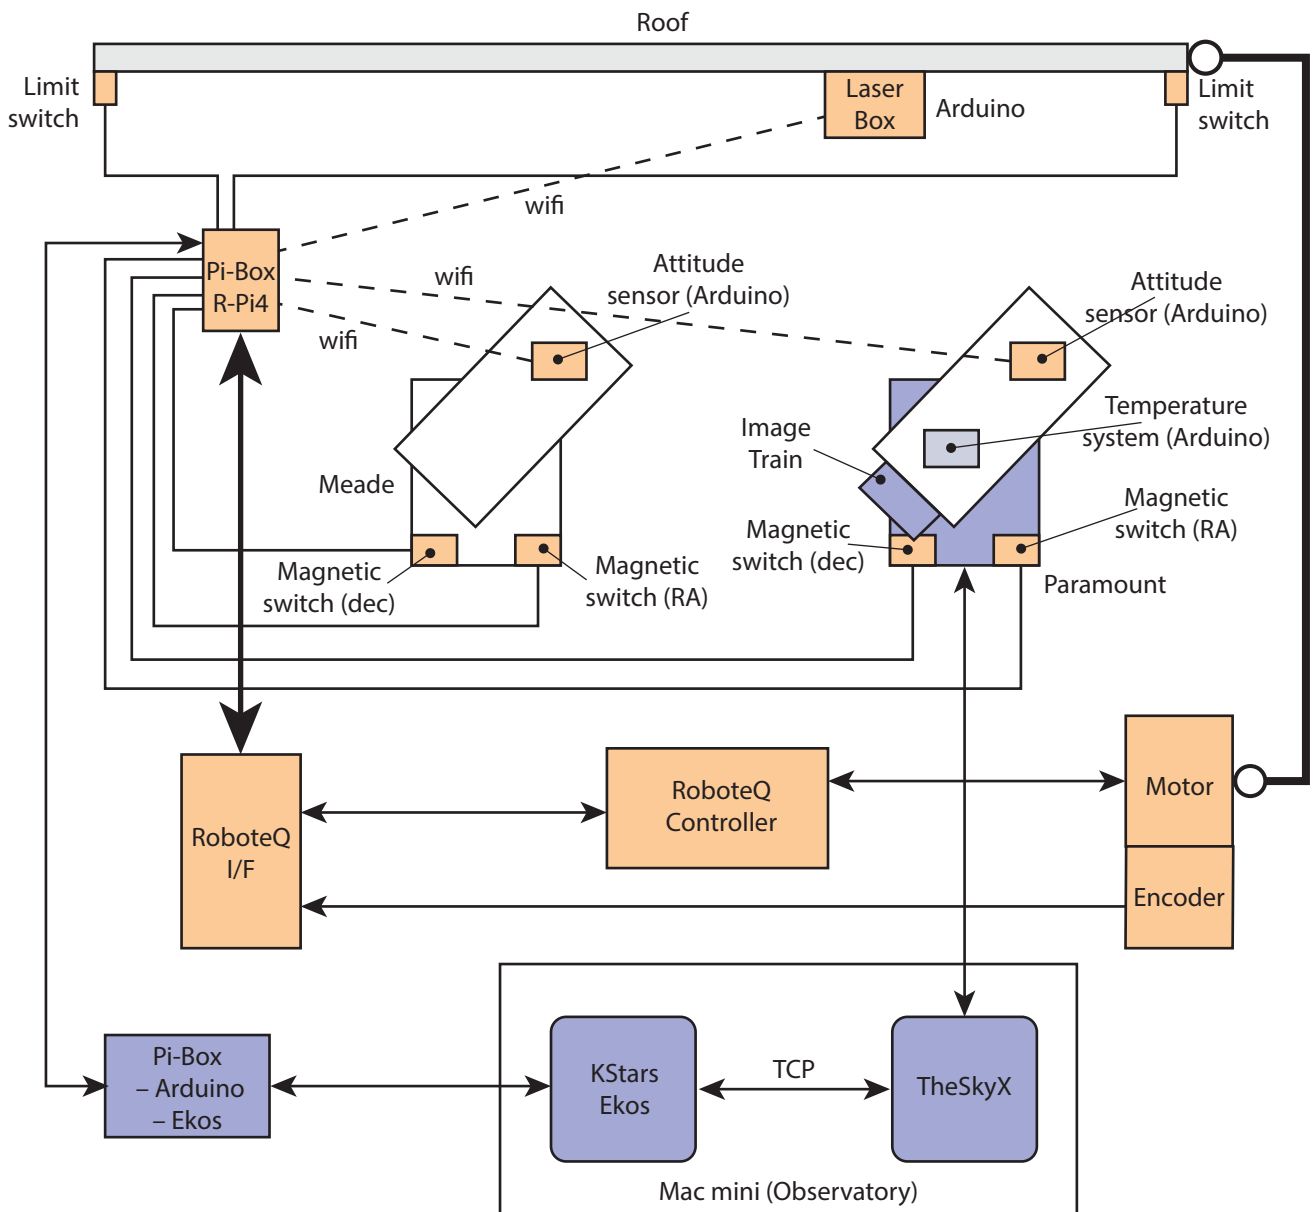 Roof
Limit
switch
Laser
Box
Arduino
Limit
switch
wifi
Pi-Box
R-Pi4
wifi
wifi
Attitude
sensor (Arduino)
Attitude
sensor (Arduino)
Temperature
system (Arduino)
Image
Train
Meade
Magnetic
switch (dec)
Magnetic
switch (RA)
Magnetic
switch (dec)
Magnetic
switch (RA)
Paramount
RoboteQ
I/F
RoboteQ
Controller
Motor
Encoder
Pi-Box
– Arduino
– Ekos
KStars
Ekos
TCP
TheSkyX
Mac mini (Observatory)